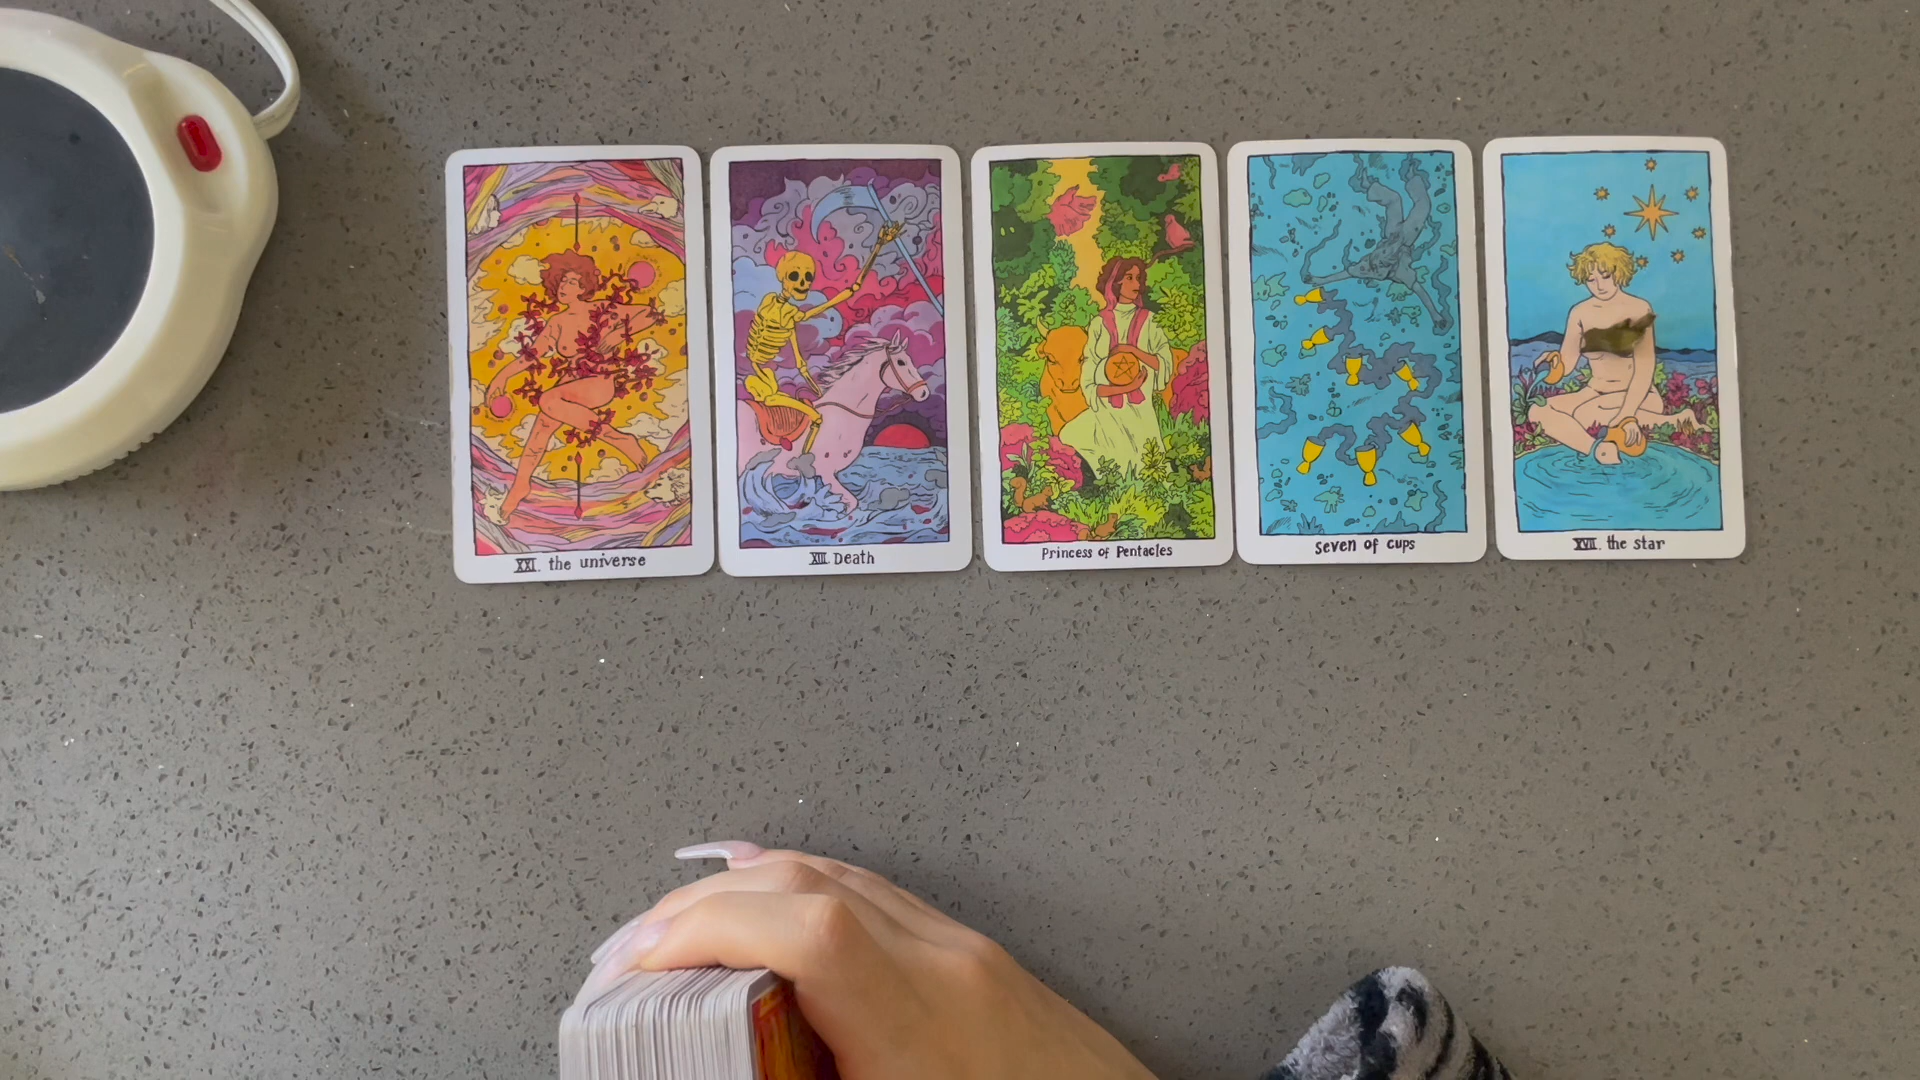 XXI. the universe
XIII. Death
Princess of Pentacles
seven of cups
XVII. the star